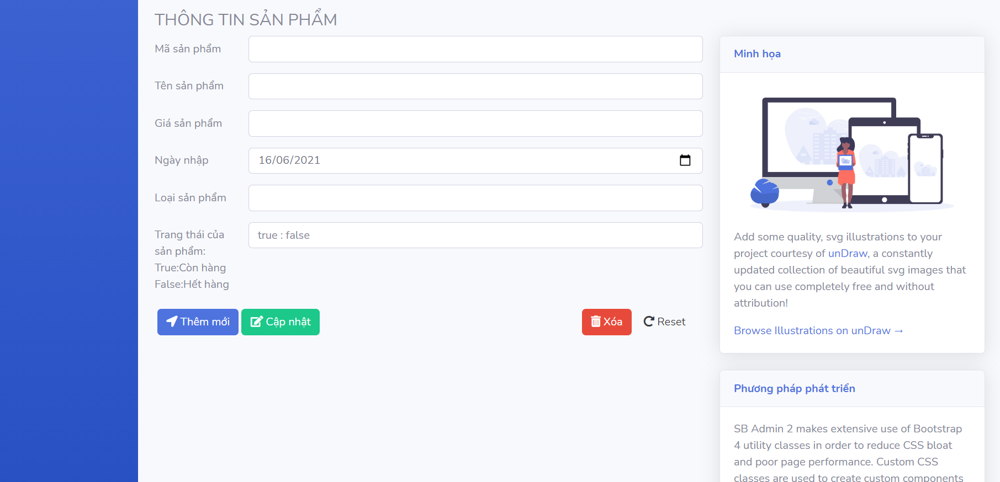 THÔNG TIN SẢN PHẨM
Mã sản phẩm
Tên sản phẩm
Giá sản phẩm
Ngày nhập
16/06/2021
Loại sản phẩm
Trang thái của
sản phẩm:
True:Còn hàng
False:Hết hàng
true : false
Thêm mới
Cập nhật
Xóa
Reset
Minh họa
Add some quality, svg illustrations to your
project courtesy of unDraw, a constantly
updated collection of beautiful svg images that
you can use completely free and without
attribution!
Browse Illustrations on unDraw →
Phương pháp phát triển
SB Admin 2 makes extensive use of Bootstrap
4 utility classes in order to reduce CSS bloat
and poor page performance. Custom CSS
classes are used to create custom components